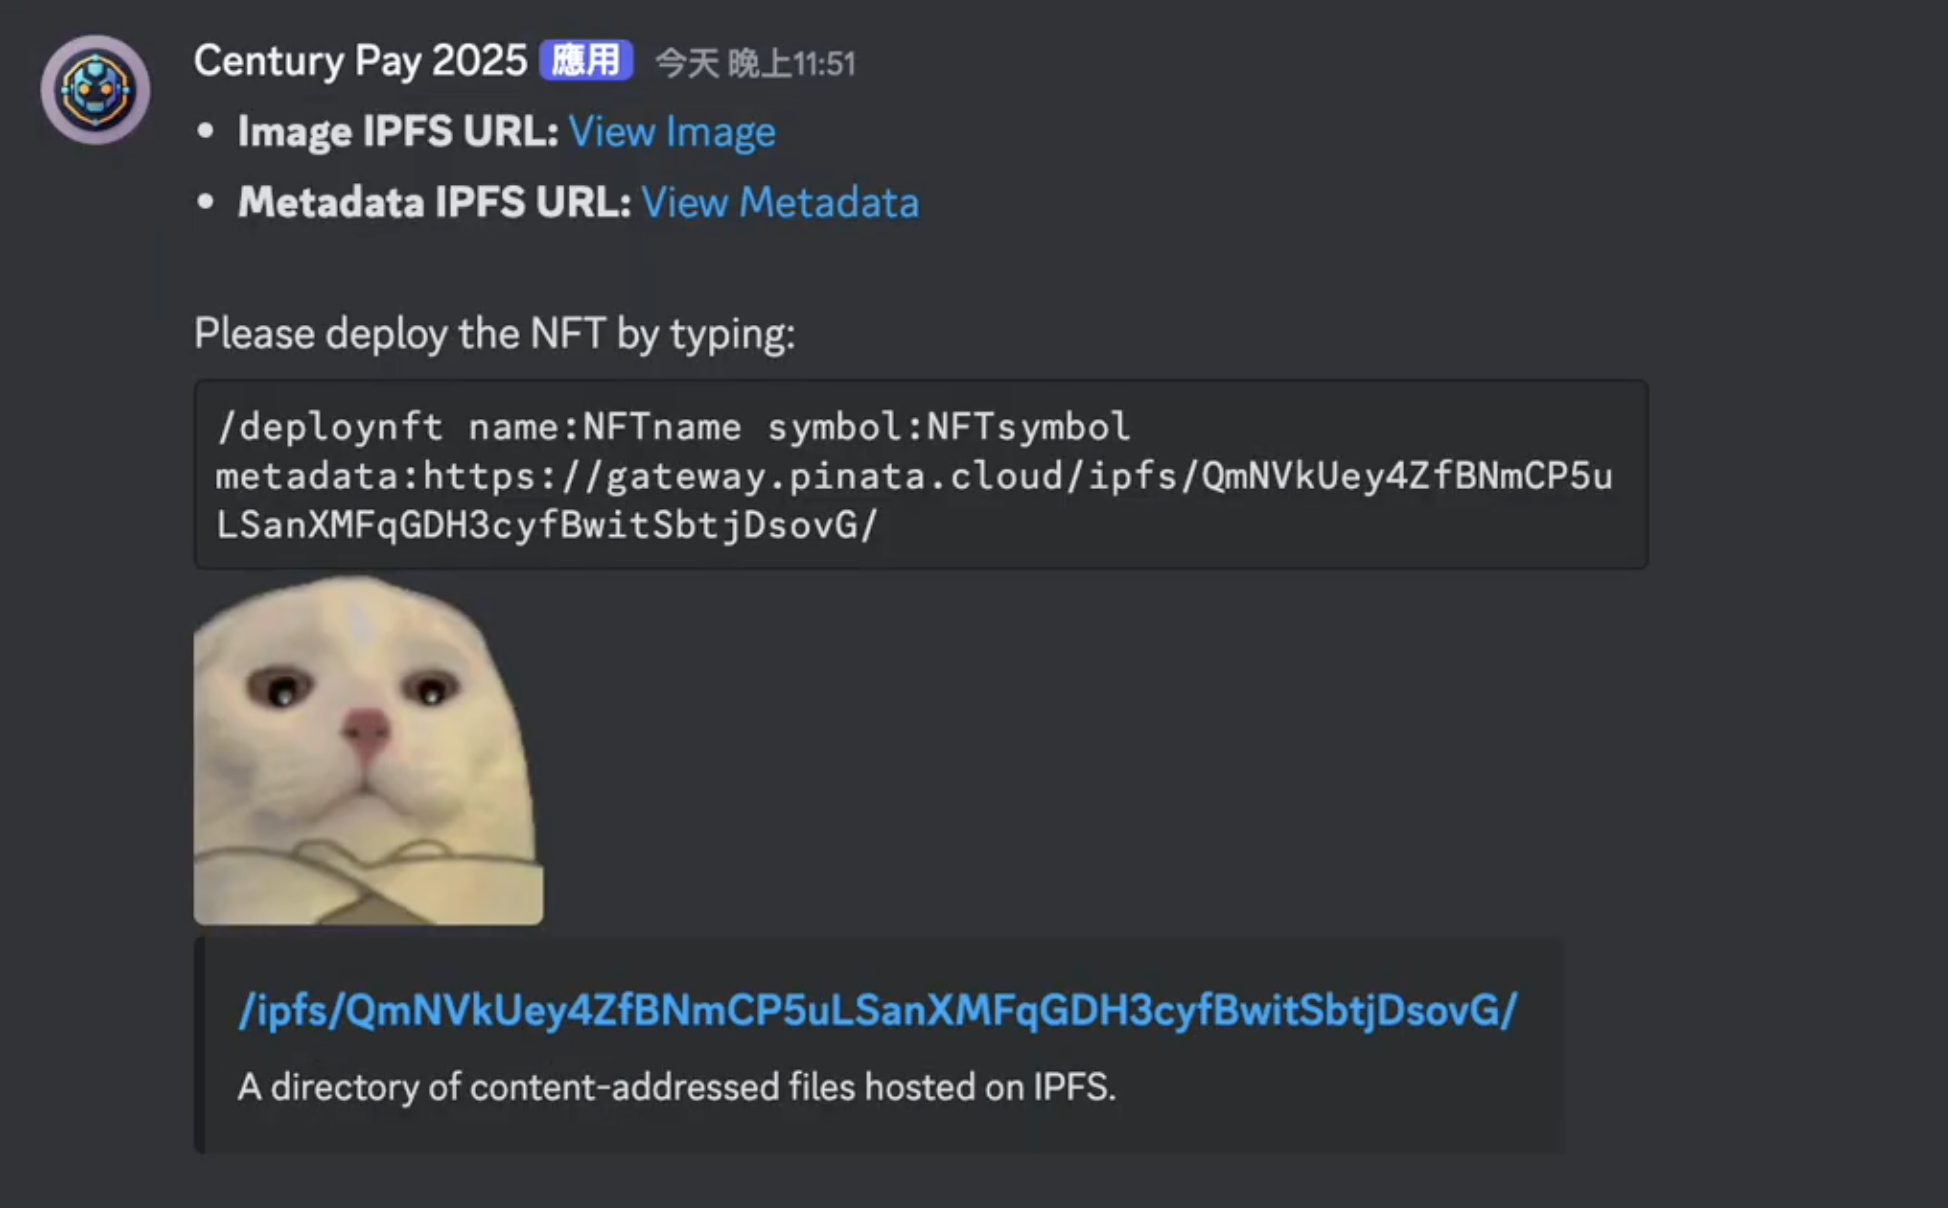 Century Pay 2025 應用 今天 晚上11:51
• Image IPFS URL: View Image
• Metadata IPFS URL: View Metadata
Please deploy the NFT by typing:
/deploynft name:NFTname symbol:NFTsymbol
metadata:https://gateway.pinata.cloud/ipfs/QmNVkUey4ZfBNmCP5u
LSanXMFqGDH3cyfBwitSbtjDsovG/
/ipfs/QmNVkUey4ZfBNmCP5uLSanXMFqGDH3cyfBwitSbtjDsovG/
A directory of content-addressed files hosted on IPFS.